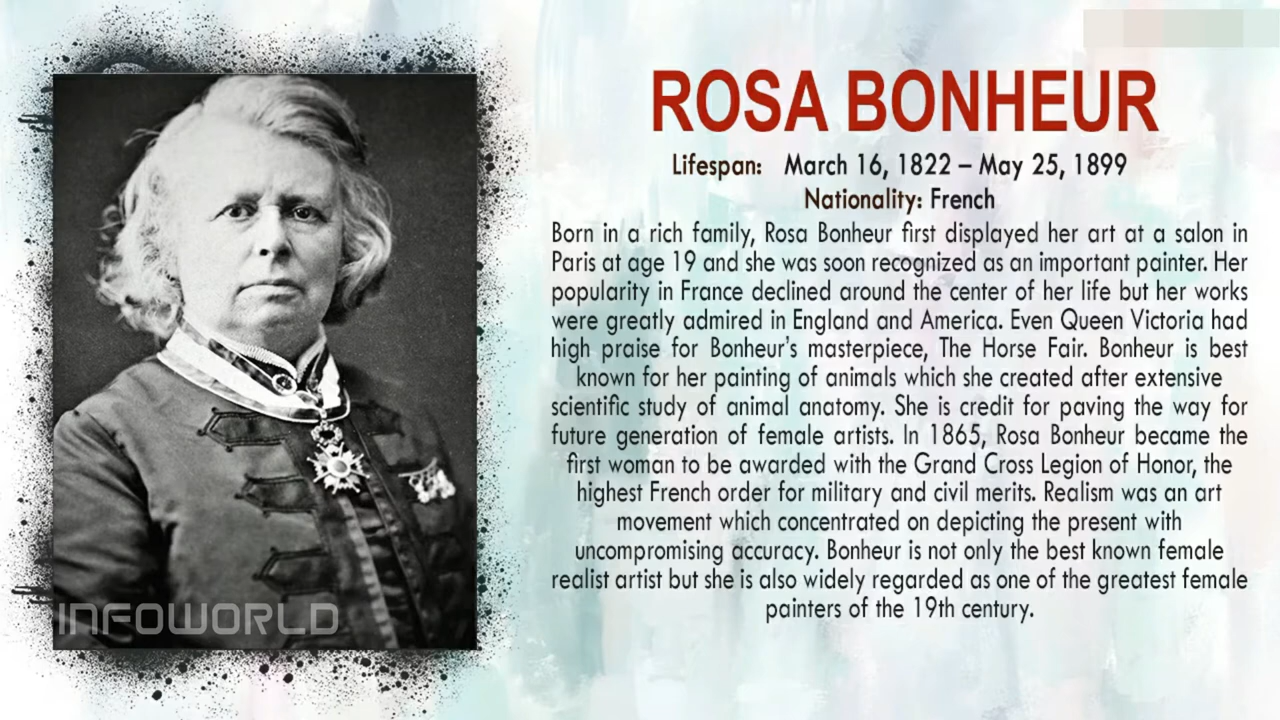 ROSA BONHEUR
Lifespan: March 16, 1822 – May 25, 1899
Nationality: French
Born in a rich family, Rosa Bonheur first displayed her art at a salon in
Paris at age 19 and she was soon recognized as an important painter. Her
popularity in France declined around the center of her life but her works
were greatly admired in England and America. Even Queen Victoria had
high praise for Bonheur's masterpiece, The Horse Fair. Bonheur is best
known for her painting of animals which she created after extensive
scientific study of animal anatomy. She is credit for paving the way for
future generation of female artists. In 1865, Rosa Bonheur became the
first woman to be awarded with the Grand Cross Legion of Honor, the
highest French order for military and civil merits. Realism was an art
movement which concentrated on depicting the present with
uncompromising accuracy. Bonheur is not only the best known female
realist artist but she is also widely regarded as one of the greatest female
painters of the 19th century.
INFOWORLD